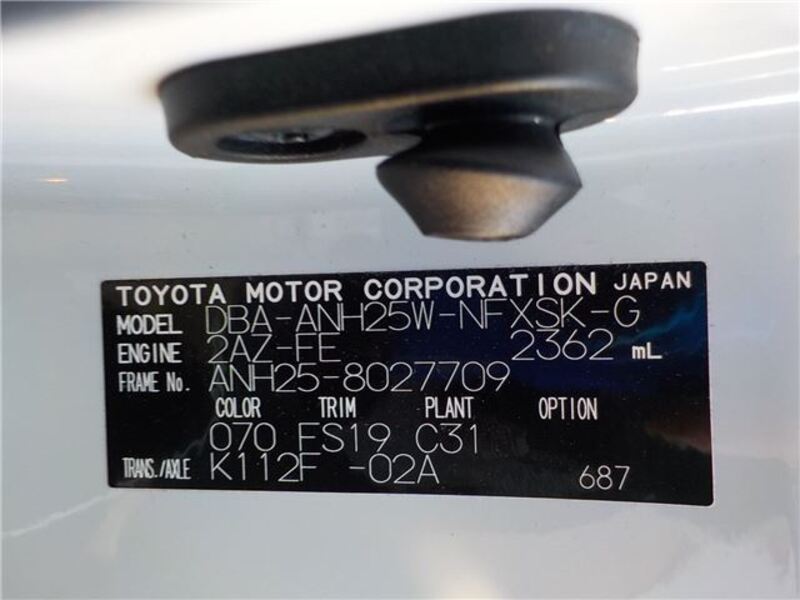 TOYOTA MOTOR CORPORATION JAPAN
MODEL DBA-ANH25W-NFXSK-G
ENGINE 2AZ-FE 2362 mL
FRAME No. ANH25-8027709
COLOR TRIM PLANT OPTION
070 FS19 C31
TRANS./AXLE K112F -02A 687